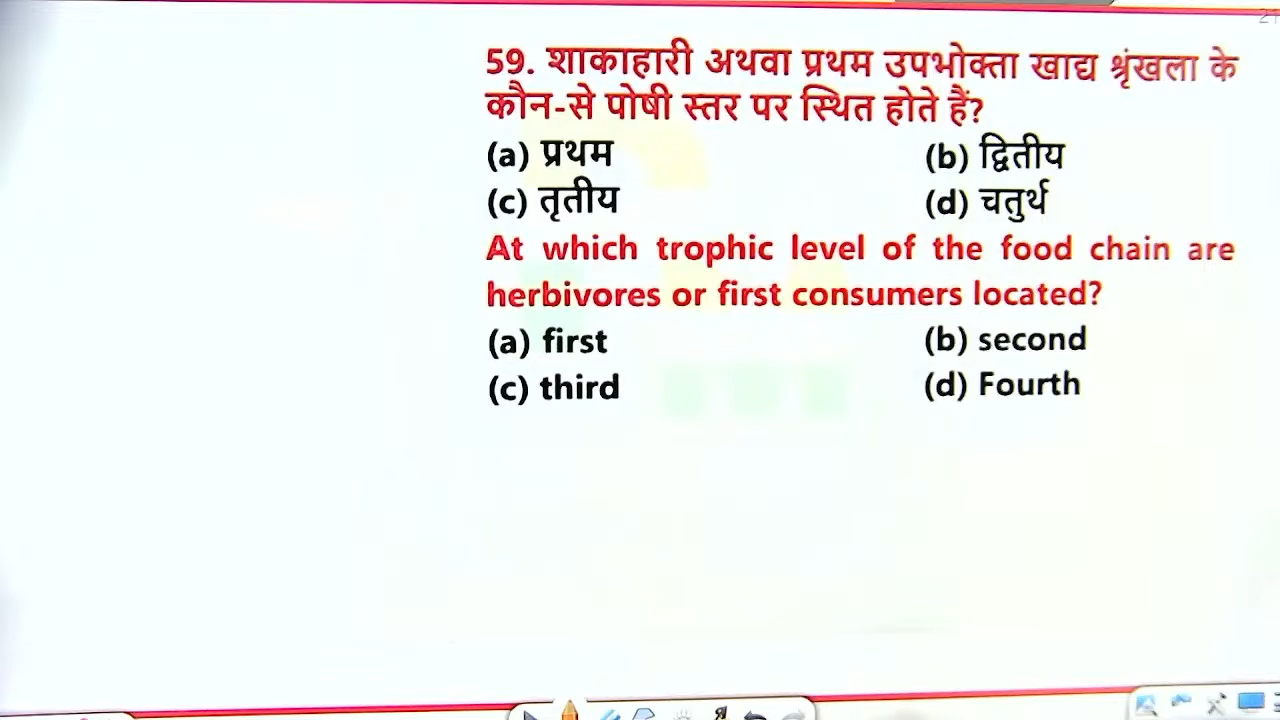 59. शाकाहारी अथवा प्रथम उपभोक्ता खाद्य श्रृंखला के
कौन-से पोषी स्तर पर स्थित होते हैं?
(a) प्रथम (b) द्वितीय
(c) तृतीय (d) चतुर्थ
At which trophic level of the food chain are
herbivores or first consumers located?
(a) first (b) second
(c) third (d) Fourth